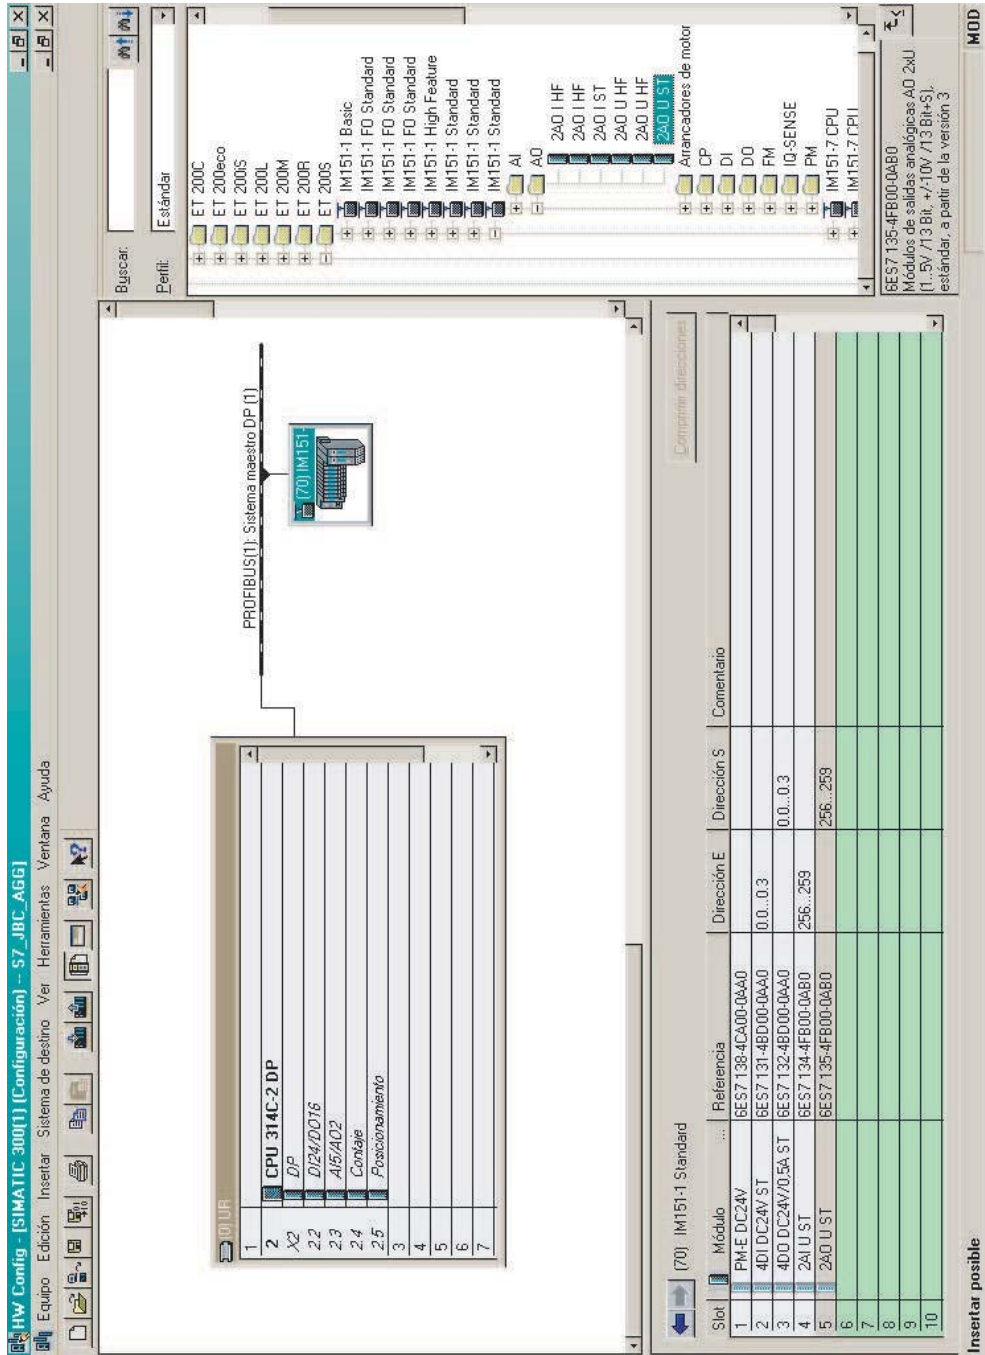 HW Config - [SIMATIC 300(1) (Configuración) -- S7_JBC_AGG]
Equipo Edición Insertar Sistema de destino Ver Herramientas Ventana Ayuda
(0) UR
1
2 CPU 314C-2 DP
X2 DP
2.2 DI24/DO16
2.3 AI5/AO2
2.4 Contaje
2.5 Posicionamiento
3
4
5
6
7
PROFIBUS(1): Sistema maestro DP (1)
(70) IM151-
Buscar:
Perfil: Estándar
ET 200C
ET 200eco
ET 200iS
ET 200L
ET 200M
ET 200R
ET 200S
IM151-1 Basic
IM151-1 FO Standard
IM151-1 FO Standard
IM151-1 FO Standard
IM151-1 High Feature
IM151-1 Standard
IM151-1 Standard
IM151-1 Standard
AI
AO
2AO I HF
2AO I HF
2AO I ST
2AO U HF
2AO U HF
2AO U ST
Arrancadores de motor
CP
DI
DO
FM
IQ-SENSE
PM
IM151-7 CPU
IM151-7 CPU
6ES7 135-4FB00-0AB0
Módulos de salidas analógicas AO 2xU
(1..5V /13 Bit, +/-10V /13 Bit+S),
estándar, a partir de la versión 3
(70) IM151-1 Standard
Comprimir direcciones
Slot Módulo ... Referencia Dirección E Dirección S Comentario
1 PM-E DC24V 6ES7 138-4CA00-0AA0
2 4DI DC24V ST 6ES7 131-4BD00-0AA0 0.0...0.3
3 4DO DC24V/0,5A ST 6ES7 132-4BD00-0AA0 0.0...0.3
4 2AI U ST 6ES7 134-4FB00-0AB0 256...259
5 2AO U ST 6ES7 135-4FB00-0AB0 256...259
6
7
8
9
10
Insertar posible MOD